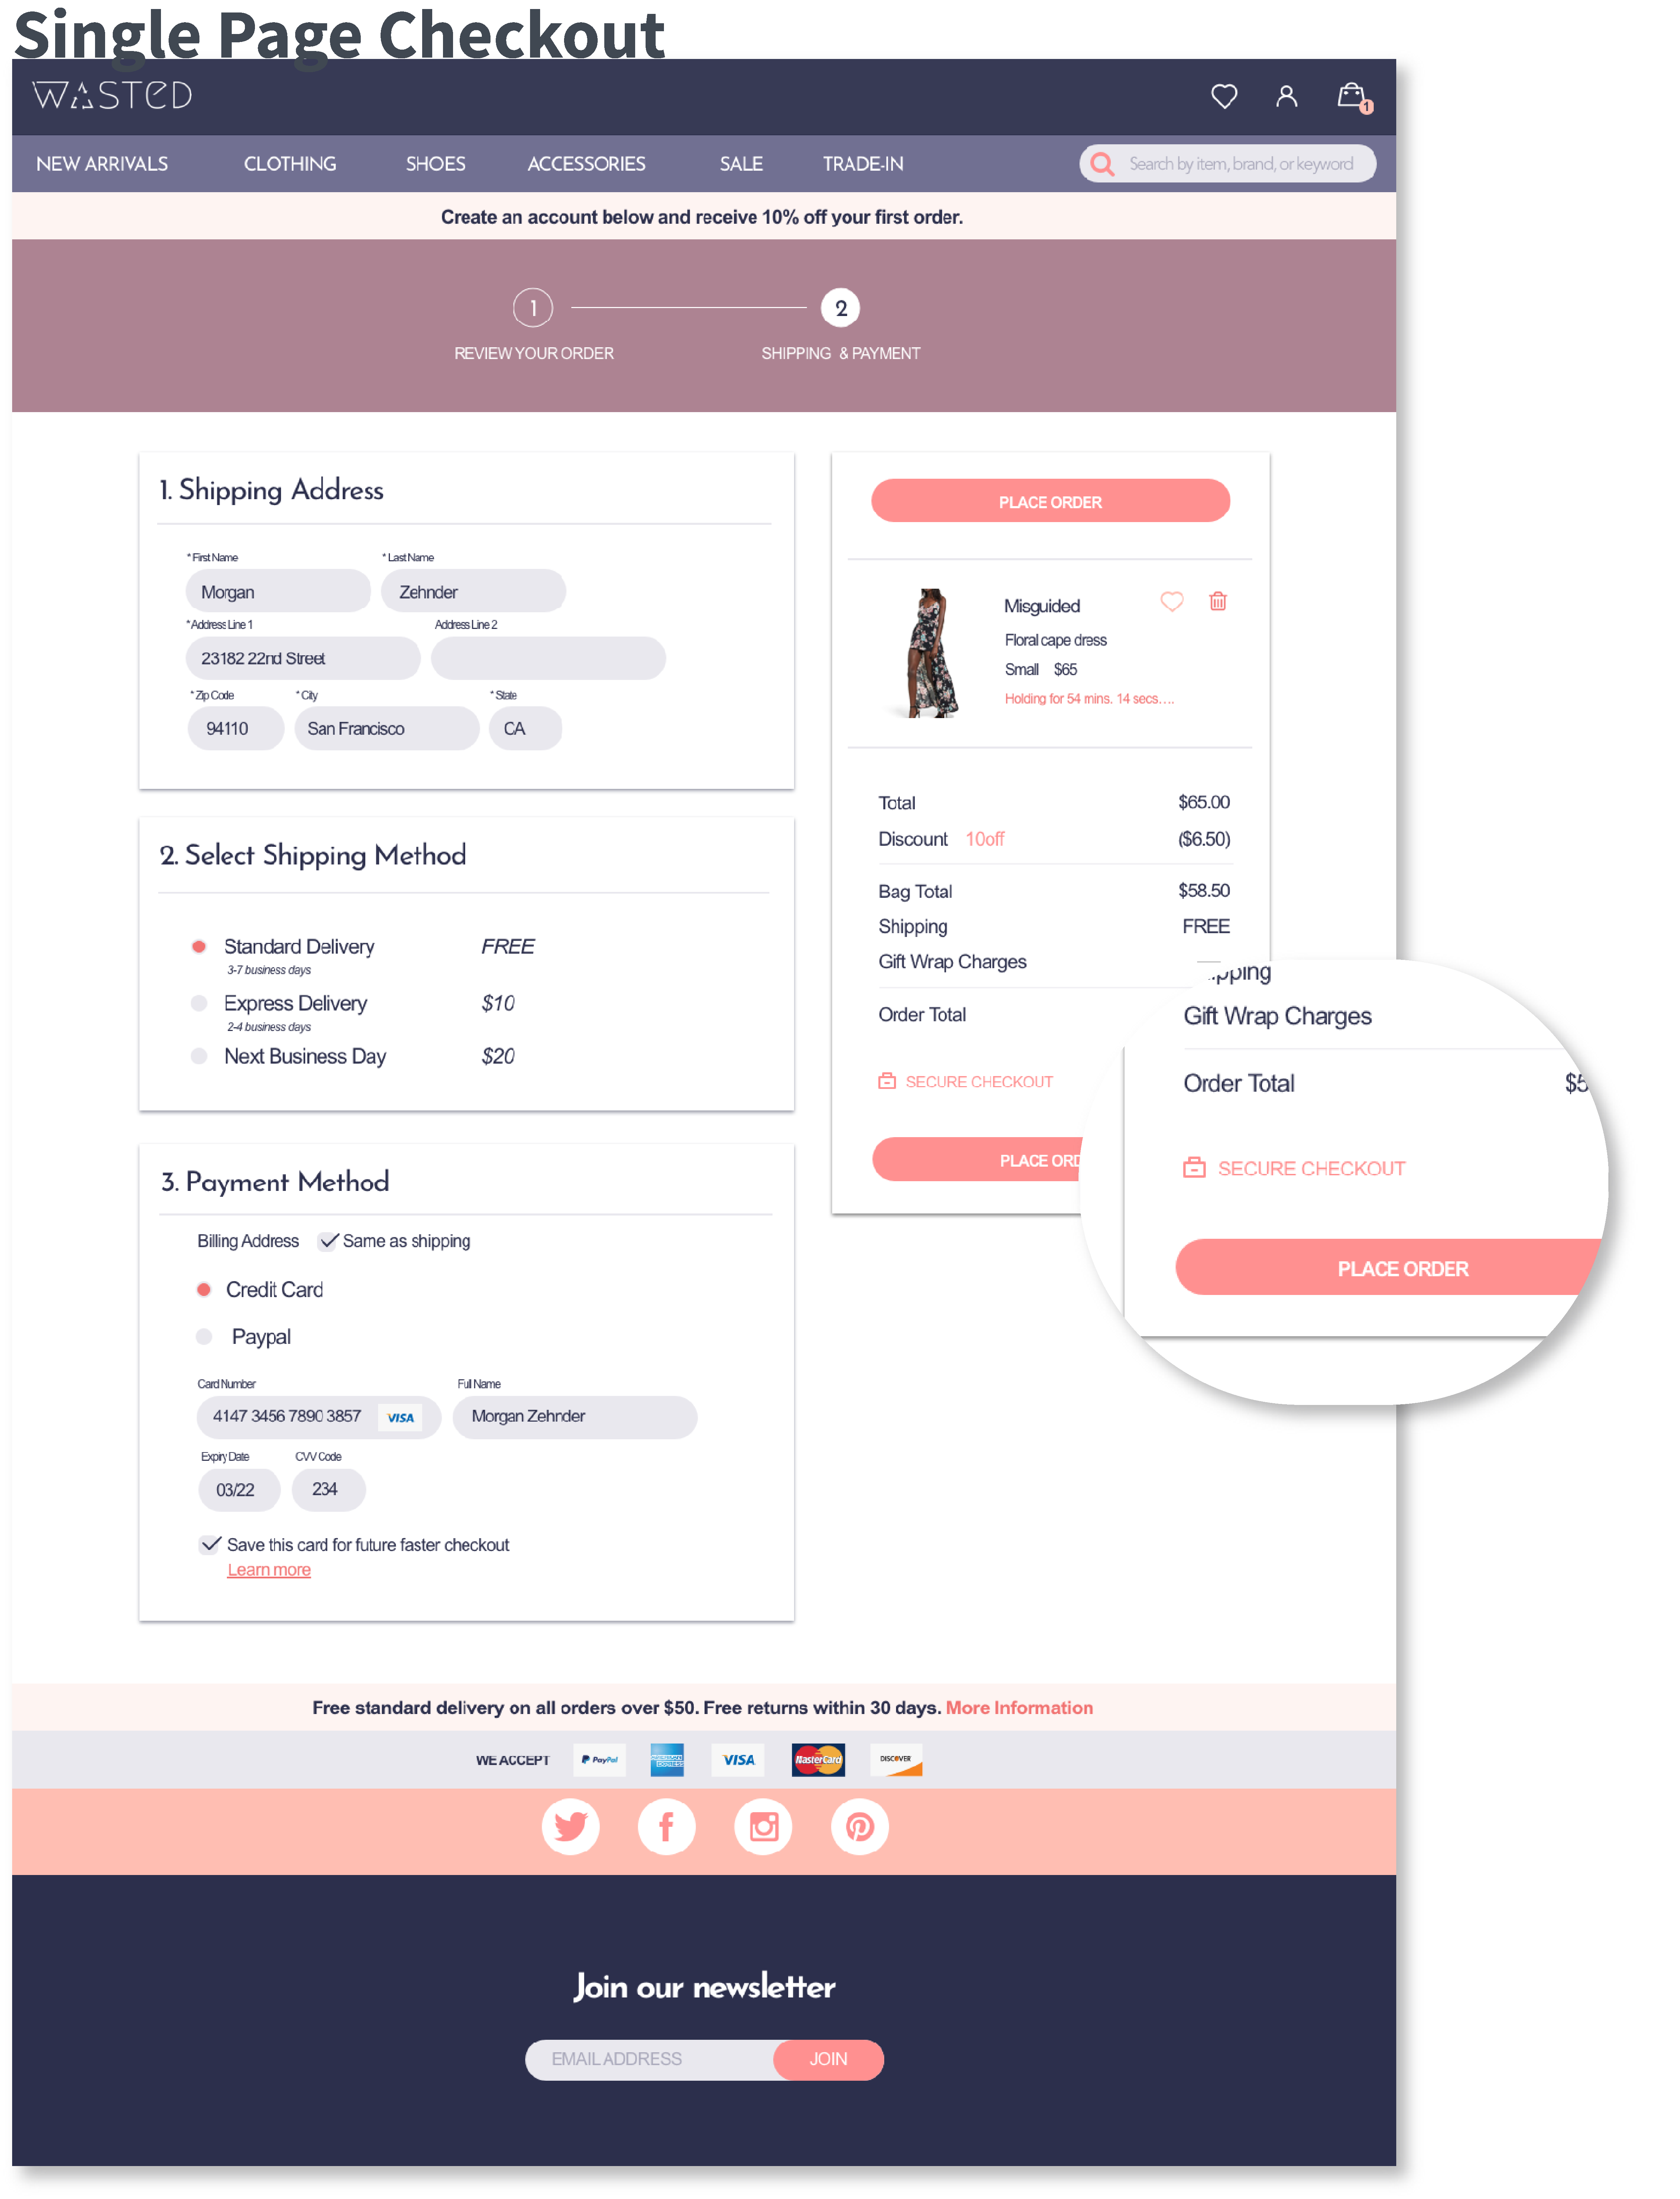 Single Page Checkout
WASTED
1
NEW ARRIVALS CLOTHING SHOES ACCESSORIES SALE TRADE-IN Search by item, brand, or keyword
Create an account below and receive 10% off your first order.
1 2
REVIEW YOUR ORDER SHIPPING & PAYMENT
1. Shipping Address
* First Name * Last Name
Morgan Zehnder
* Address Line 1 Address Line 2
23182 22nd Street
* Zip Code * City * State
94110 San Francisco CA
2. Select Shipping Method
Standard Delivery FREE
3-7 business days
Express Delivery $10
2-4 business days
Next Business Day $20
3. Payment Method
Billing Address Same as shipping
Credit Card
Paypal
Card Number Full Name
4147 3456 7890 3857 VISA Morgan Zehnder
Expiry Date CVV Code
03/22 234
Save this card for future faster checkout
Learn more
PLACE ORDER
Misguided
Floral cape dress
Small $65
Holding for 54 mins. 14 secs....
Total $65.00
Discount 10off ($6.50)
Bag Total $58.50
Shipping FREE
Gift Wrap Charges
Order Total
SECURE CHECKOUT
PLACE ORD
pping
Gift Wrap Charges
Order Total $5
SECURE CHECKOUT
PLACE ORDER
Free standard delivery on all orders over $50. Free returns within 30 days. More Information
WE ACCEPT PayPal AMERICAN EXPRESS VISA MasterCard DISCOVER
Join our newsletter
EMAIL ADDRESS JOIN